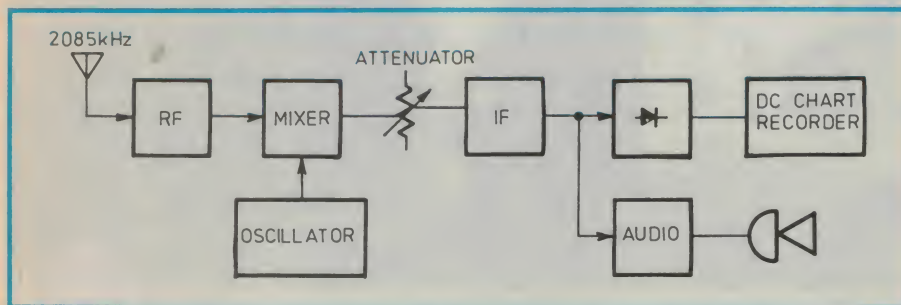 2085kHz
ATTENUATOR
RF
MIXER
IF
DC CHART
RECORDER
OSCILLATOR
AUDIO